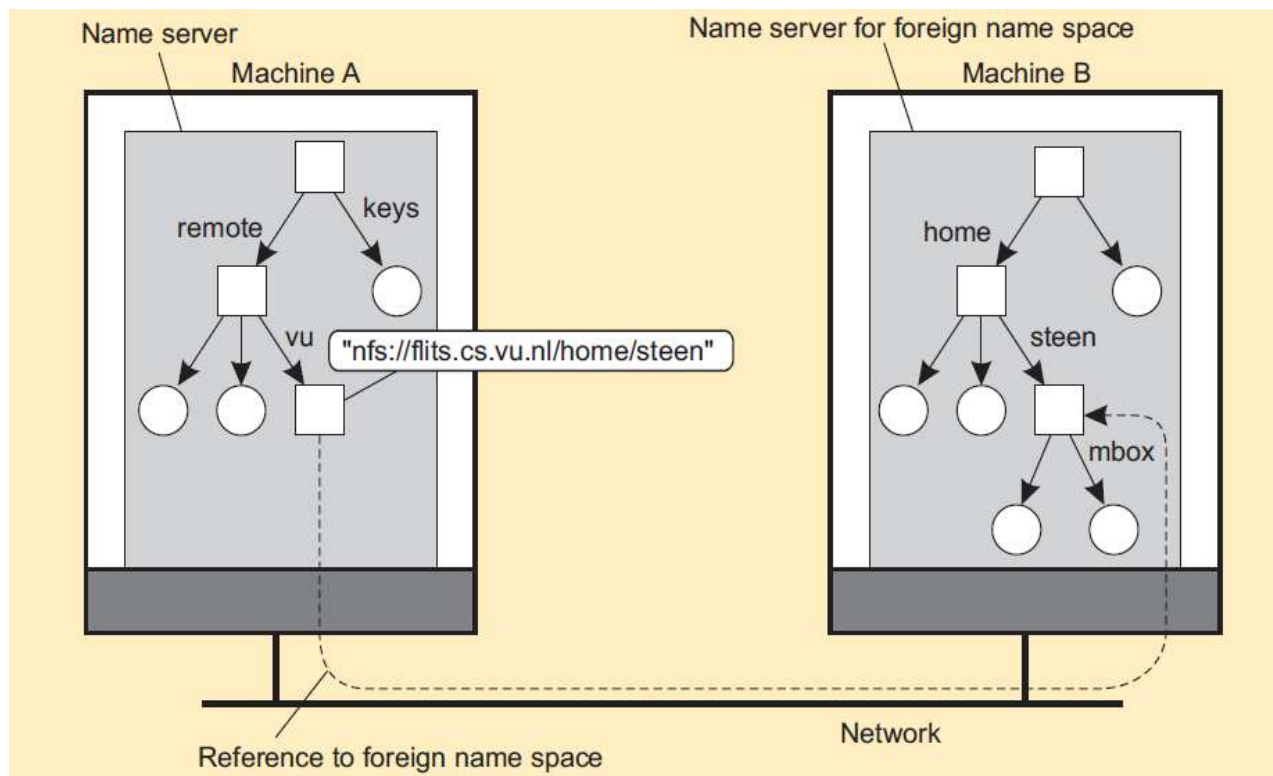 Name server
Name server for foreign name space
Machine A
Machine B
keys
remote
home
vu
"nfs://flits.cs.vu.nl/home/steen"
steen
mbox
Network
Reference to foreign name space